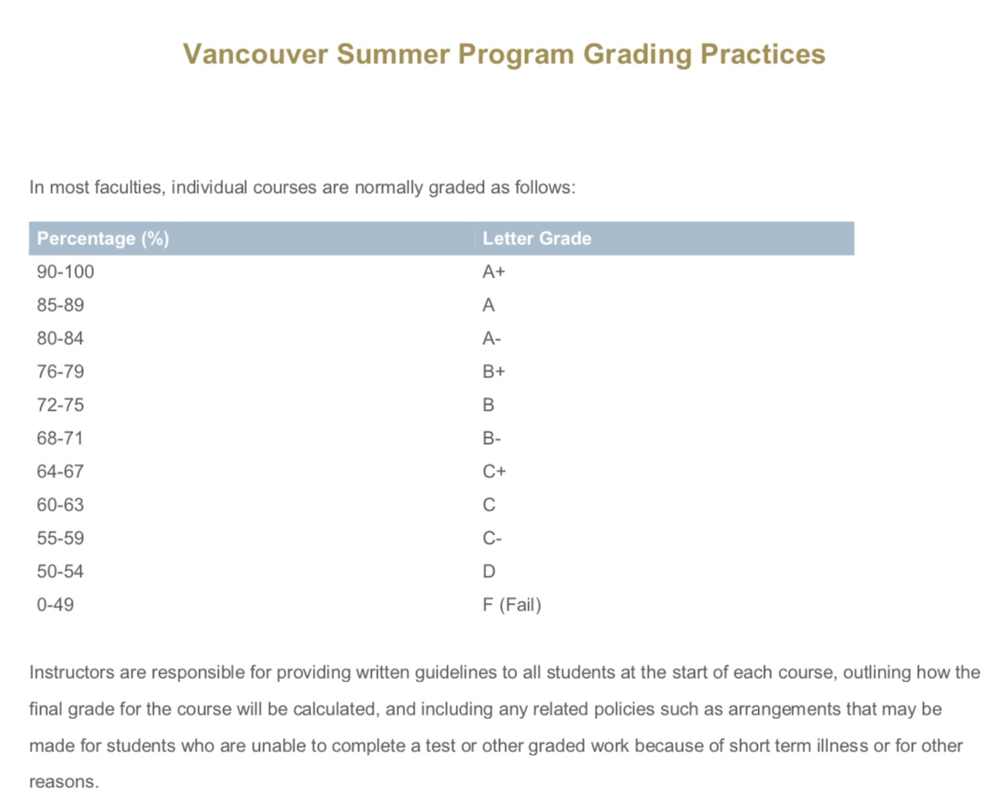 Vancouver Summer Program Grading Practices
In most faculties, individual courses are normally graded as follows:
Percentage (%) Letter Grade
90-100 A+
85-89 A
80-84 A-
76-79 B+
72-75 B
68-71 B-
64-67 C+
60-63 C
55-59 C-
50-54 D
0-49 F (Fail)
Instructors are responsible for providing written guidelines to all students at the start of each course, outlining how the
final grade for the course will be calculated, and including any related policies such as arrangements that may be
made for students who are unable to complete a test or other graded work because of short term illness or for other
reasons.